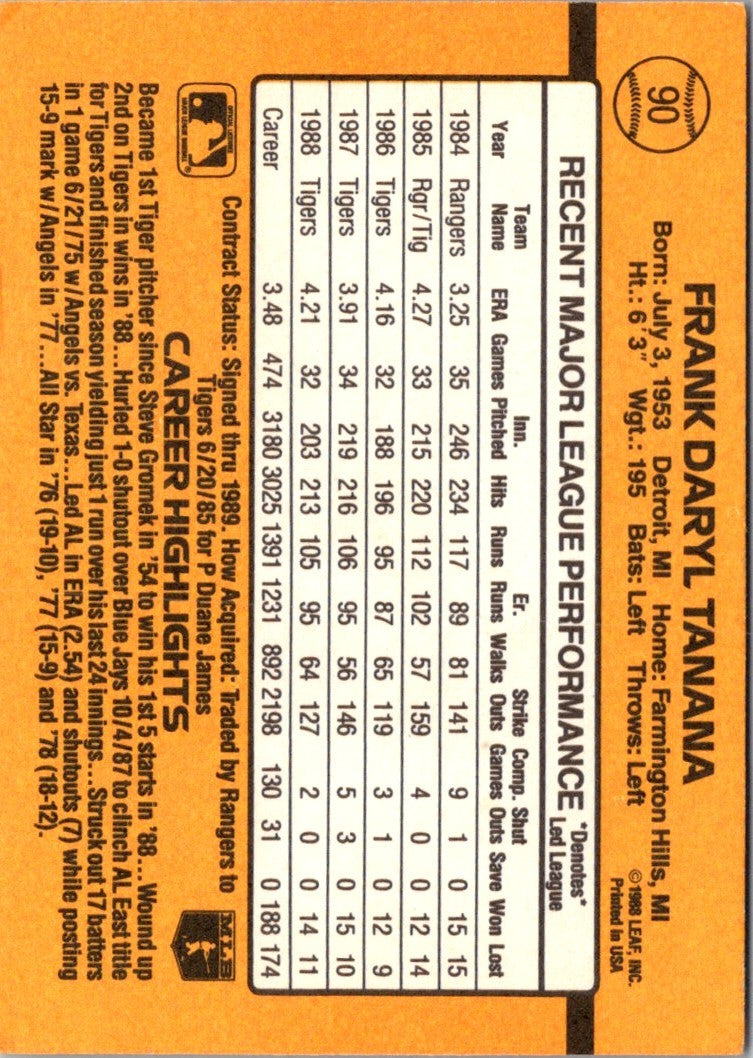 90
FRANK DARYL TANANA
Born: July 3, 1953 Detroit, MI Home: Farmington Hills, MI
Ht.: 6'3" Wgt.: 195 Bats: Left Throws: Left
©1988 LEAF, INC.
Printed in USA
RECENT MAJOR LEAGUE PERFORMANCE *Denotes* Led League
Year Team Name ERA Games Inn. Pitched Hits Runs Er. Runs Walks Strike Outs Comp. Games Shut Outs Save Won Lost
1984 Rangers 3.25 35 246 234 117 89 81 141 9 1 0 15 15
1985 Rgr/Tig 4.27 33 215 220 112 102 57 159 4 0 0 12 14
1986 Tigers 4.16 32 188 196 95 87 65 119 3 1 0 12 9
1987 Tigers 3.91 34 219 216 106 95 56 146 5 3 0 15 10
1988 Tigers 4.21 32 203 213 105 95 64 127 2 0 0 14 11
Career 3.48 474 3180 3025 1391 1231 892 2198 130 31 0 188 174
OFFICIAL LICENSEE
MAJOR LEAGUE BASEBALL
®
Contract Status: Signed thru 1989. How Acquired: Traded by Rangers to
Tigers 6/20/85 for P Duane James
MLB
CAREER HIGHLIGHTS
Became 1st Tiger pitcher since Steve Gromek in '54 to win his 1st 5 starts in '88... Wound up
2nd on Tigers in wins in '88... Hurled 1-0 shutout over Blue Jays 10/4/87 to clinch AL East title
for Tigers and finished season yielding just 1 run over his last 24 innings... Struck out 17 batters
in 1 game 6/21/75 w/Angels vs. Texas... Led AL in ERA (2.54) and shutouts (7) while posting
15-9 mark w/Angels in '77... All Star in '76 (19-10), '77 (15-9) and '78 (18-12).